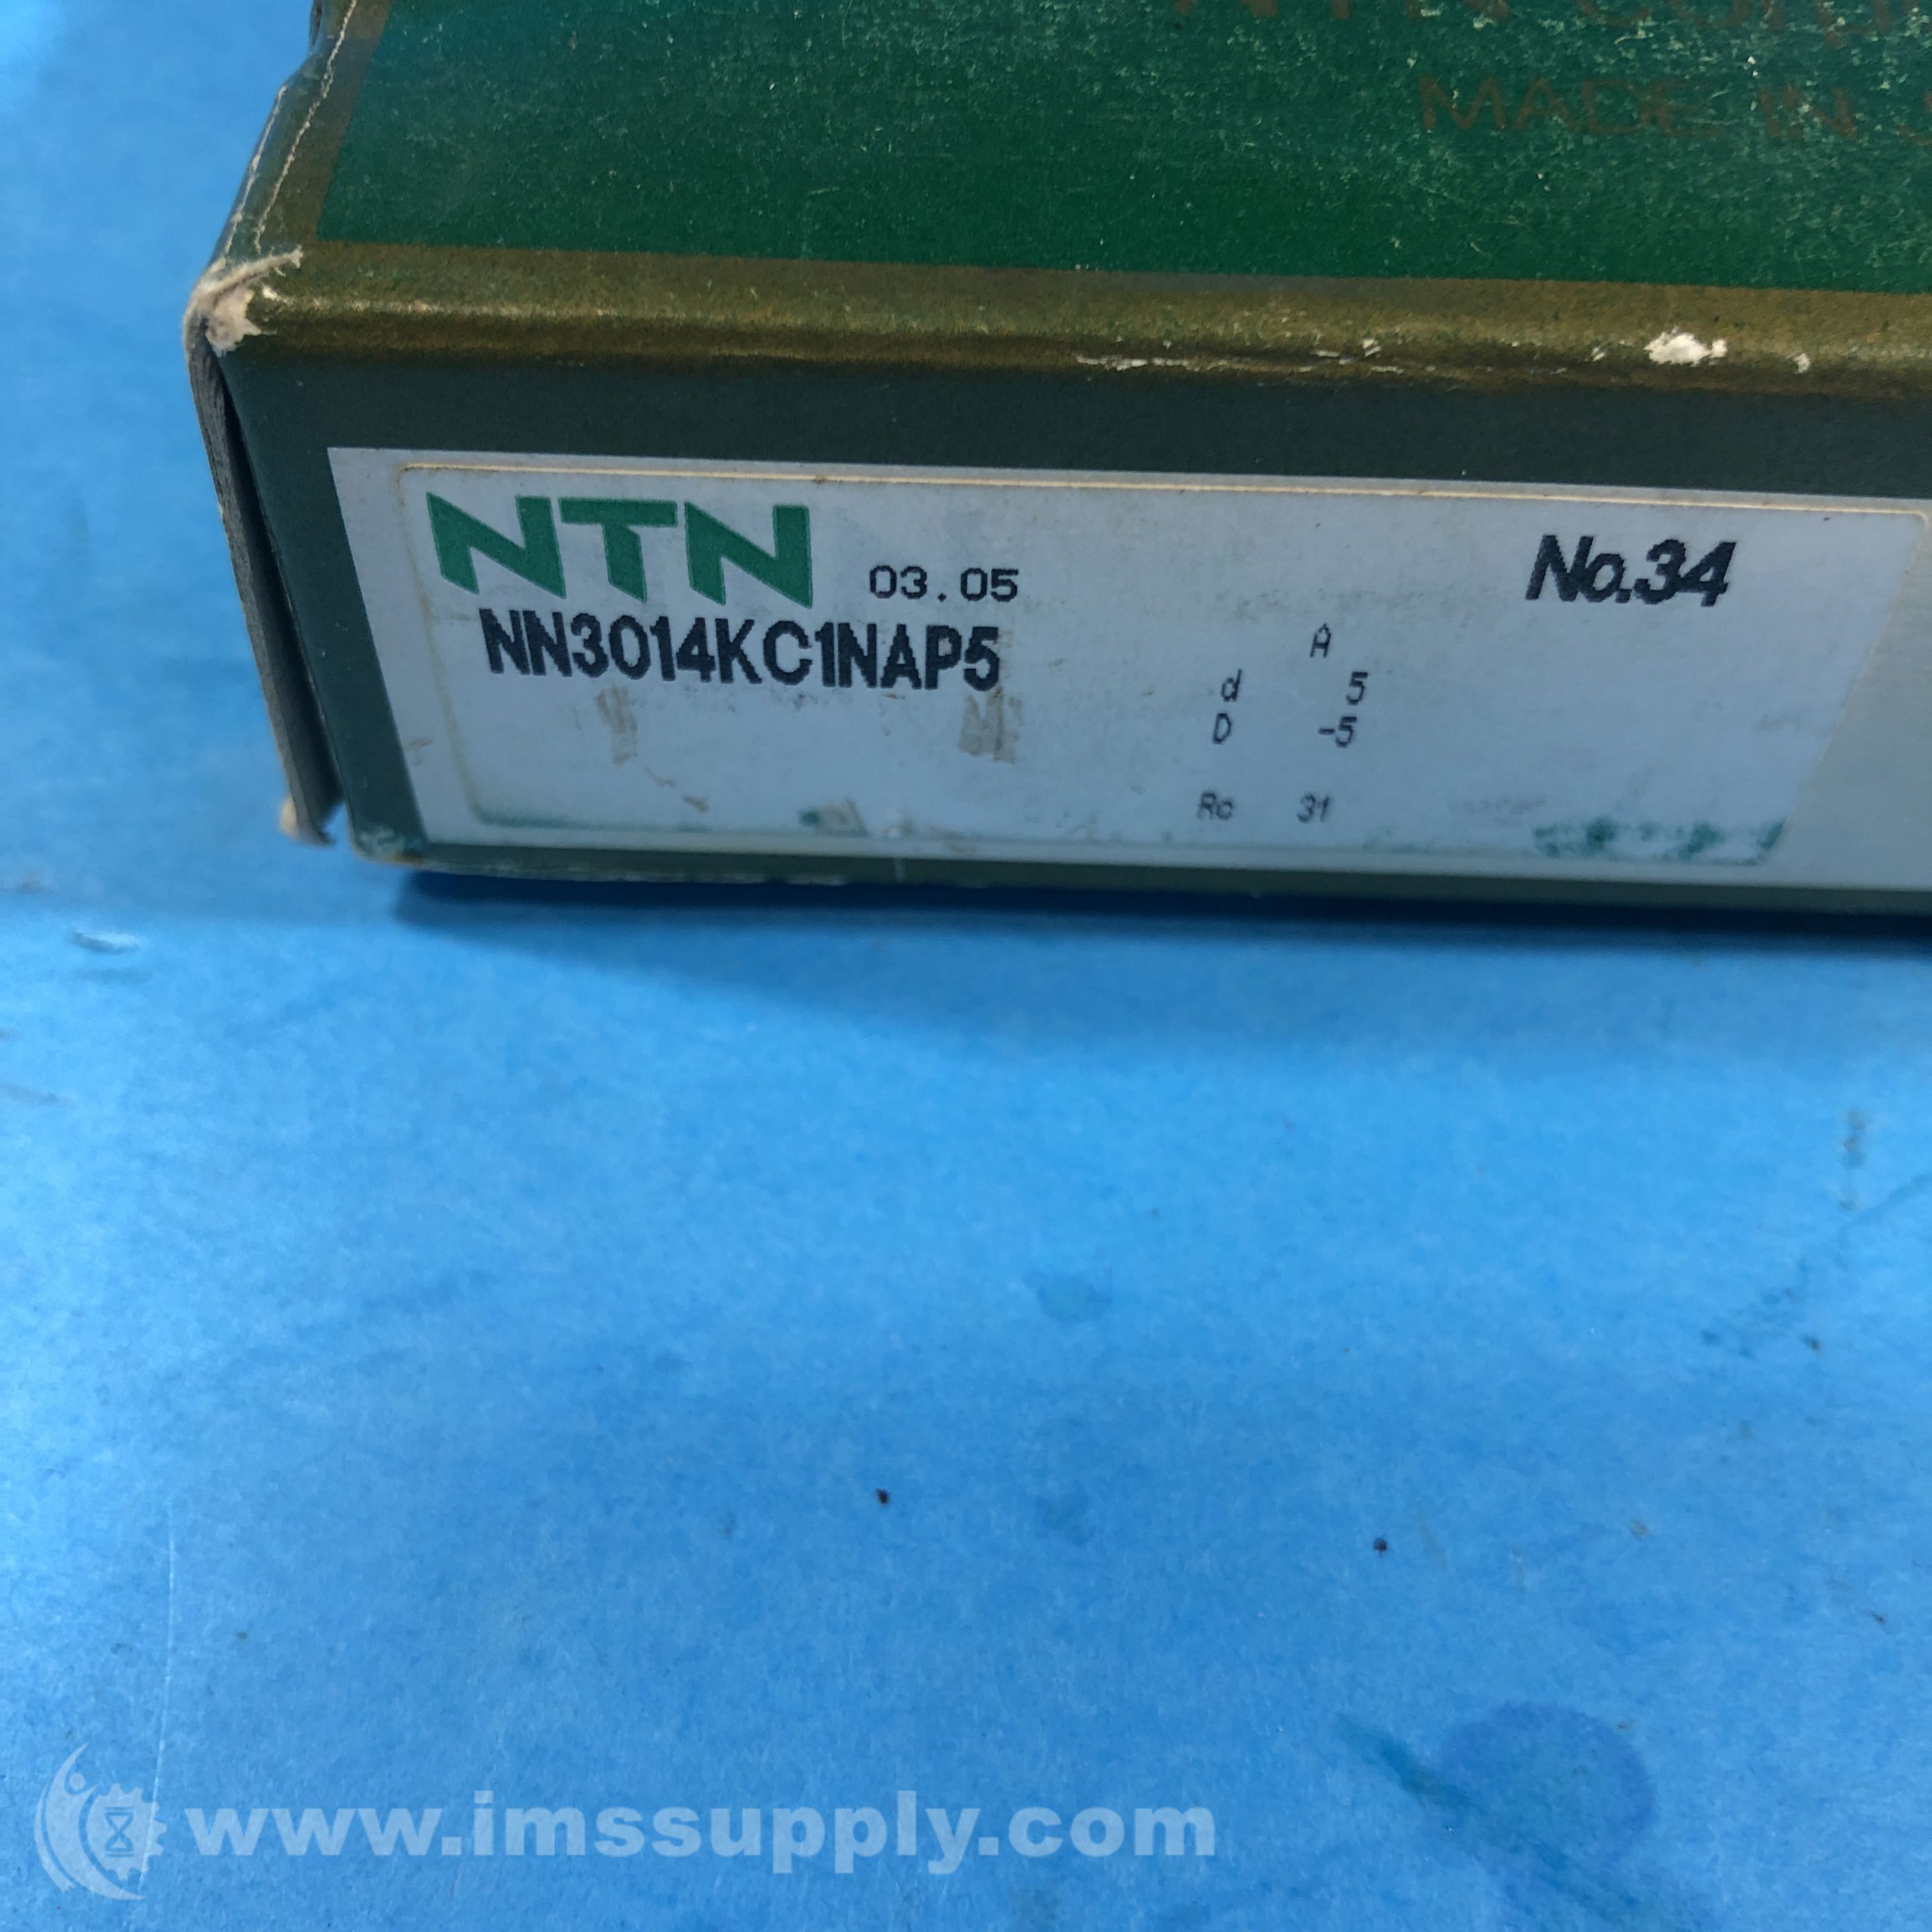 MADE IN
NTN 03.05 No.34
NN3014KC1NAP5
A
d 5
D -5
Rc 31
www.imssupply.com